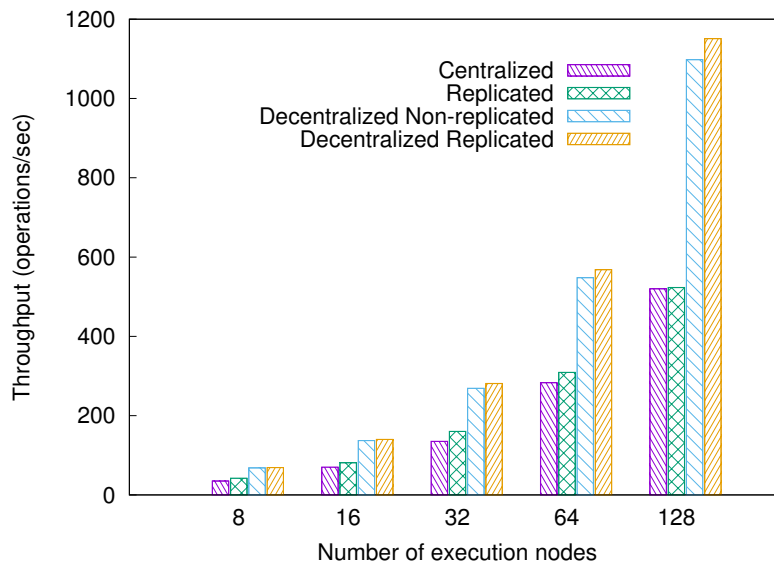 1200
1000
800
600
400
200
0
Throughput (operations/sec)
Centralized
Replicated
Decentralized Non-replicated
Decentralized Replicated
8 16 32 64 128
Number of execution nodes